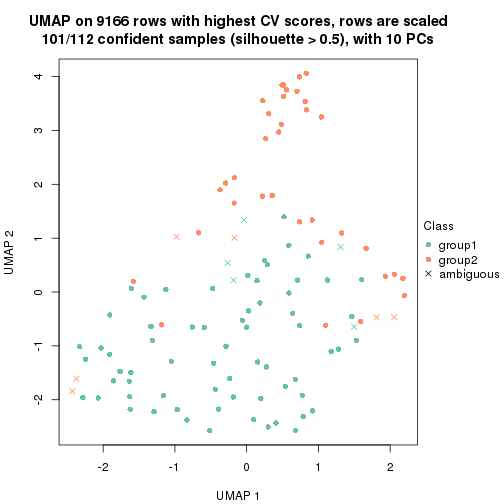 UMAP on 9166 rows with highest CV scores, rows are scaled
101/112 confident samples (silhouette > 0.5), with 10 PCs
4
3
2
1
0
-1
-2
UMAP 2
-2 -1 0 1 2
UMAP 1
Class
group1
group2
ambiguous